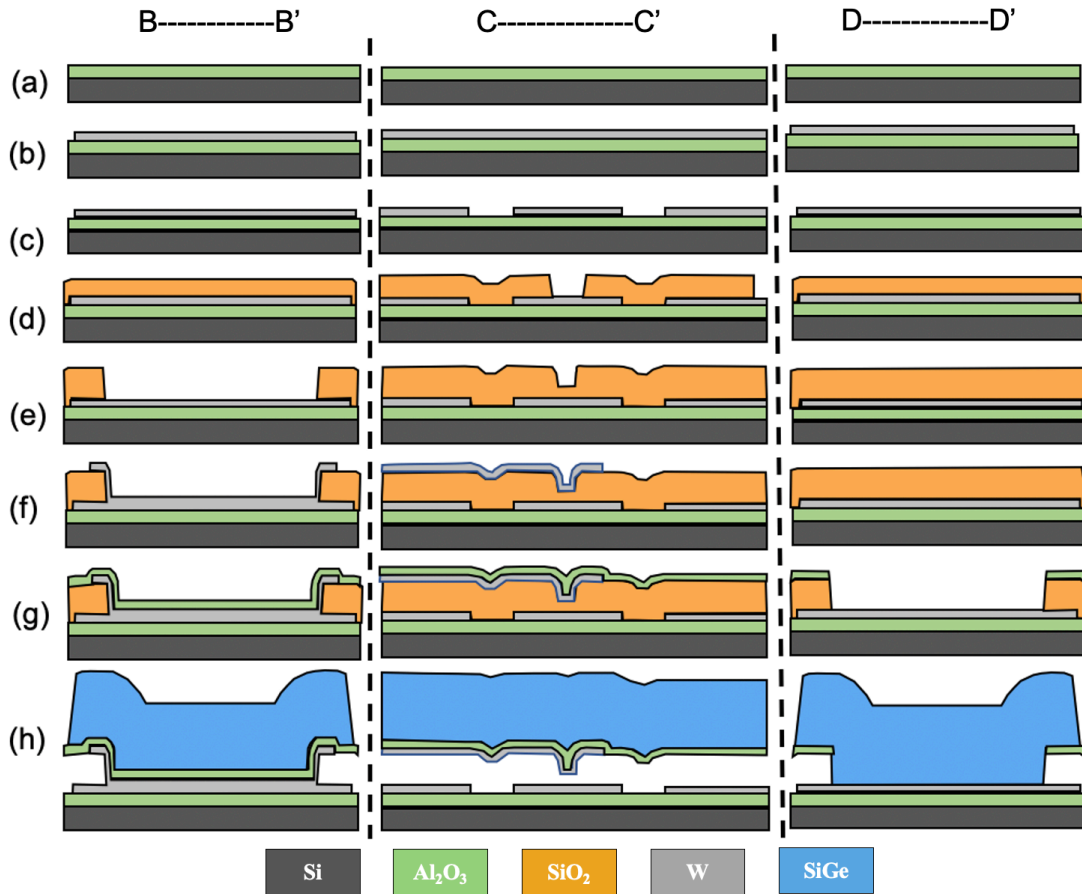 B------------B’ C--------------C’ D-------------D’
(a)
(b)
(c)
(d)
(e)
(f)
(g)
(h)
Si Al₂O₃ SiO₂ W SiGe